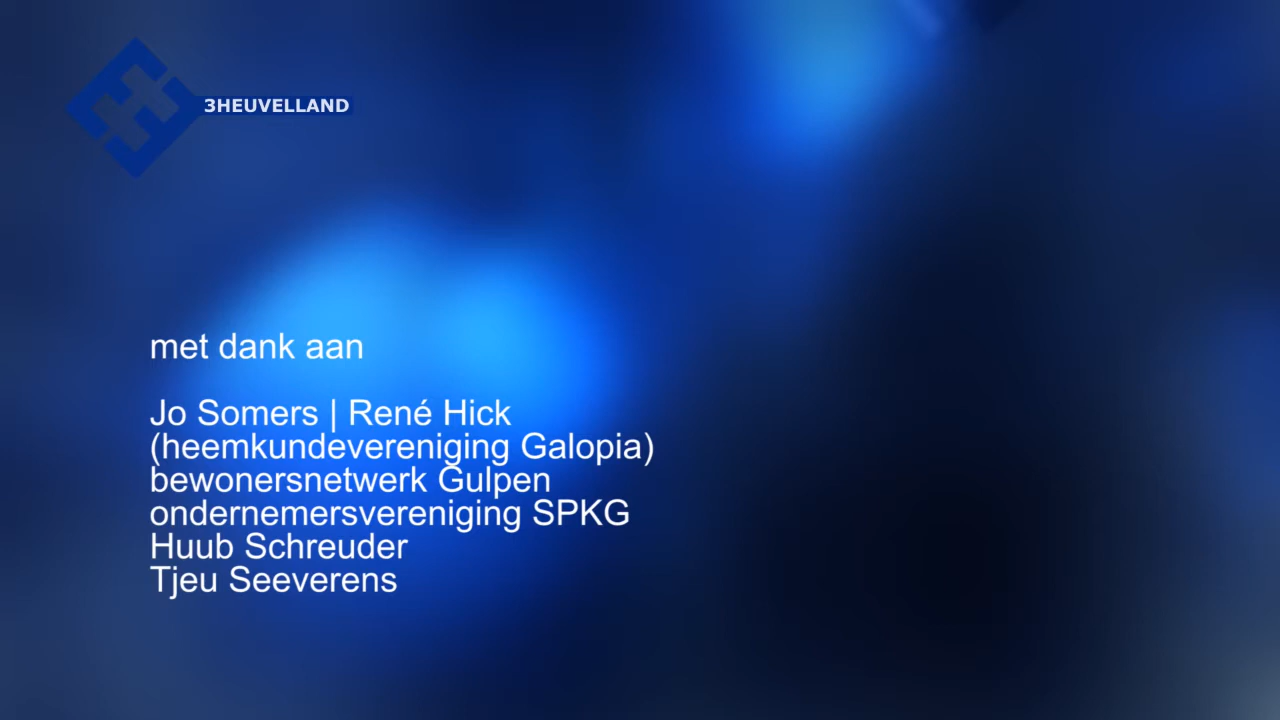 3HEUVELLAND
met dank aan
Jo Somers | René Hick
(heemkundevereniging Galopia)
bewonersnetwerk Gulpen
ondernemersvereniging SPKG
Huub Schreuder
Tjeu Seeverens